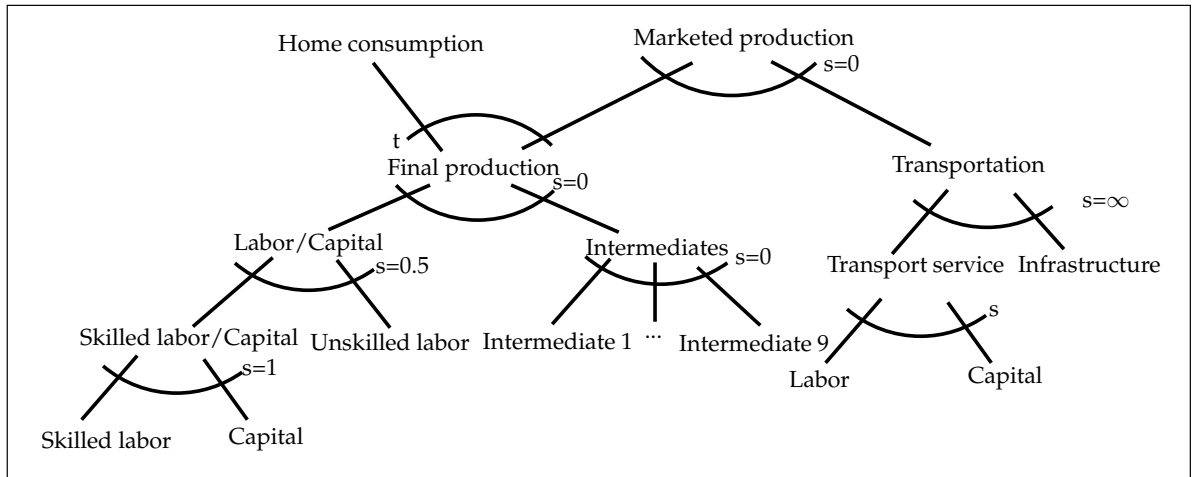 Home consumption
Marketed production
s=0
t
Final production
s=0
Transportation
s=∞
Labor/Capital
s=0.5
Intermediates
s=0
Transport service
Infrastructure
Skilled labor/Capital
s=1
Unskilled labor
Intermediate 1
...
Intermediate 9
s
Labor
Capital
Skilled labor
Capital